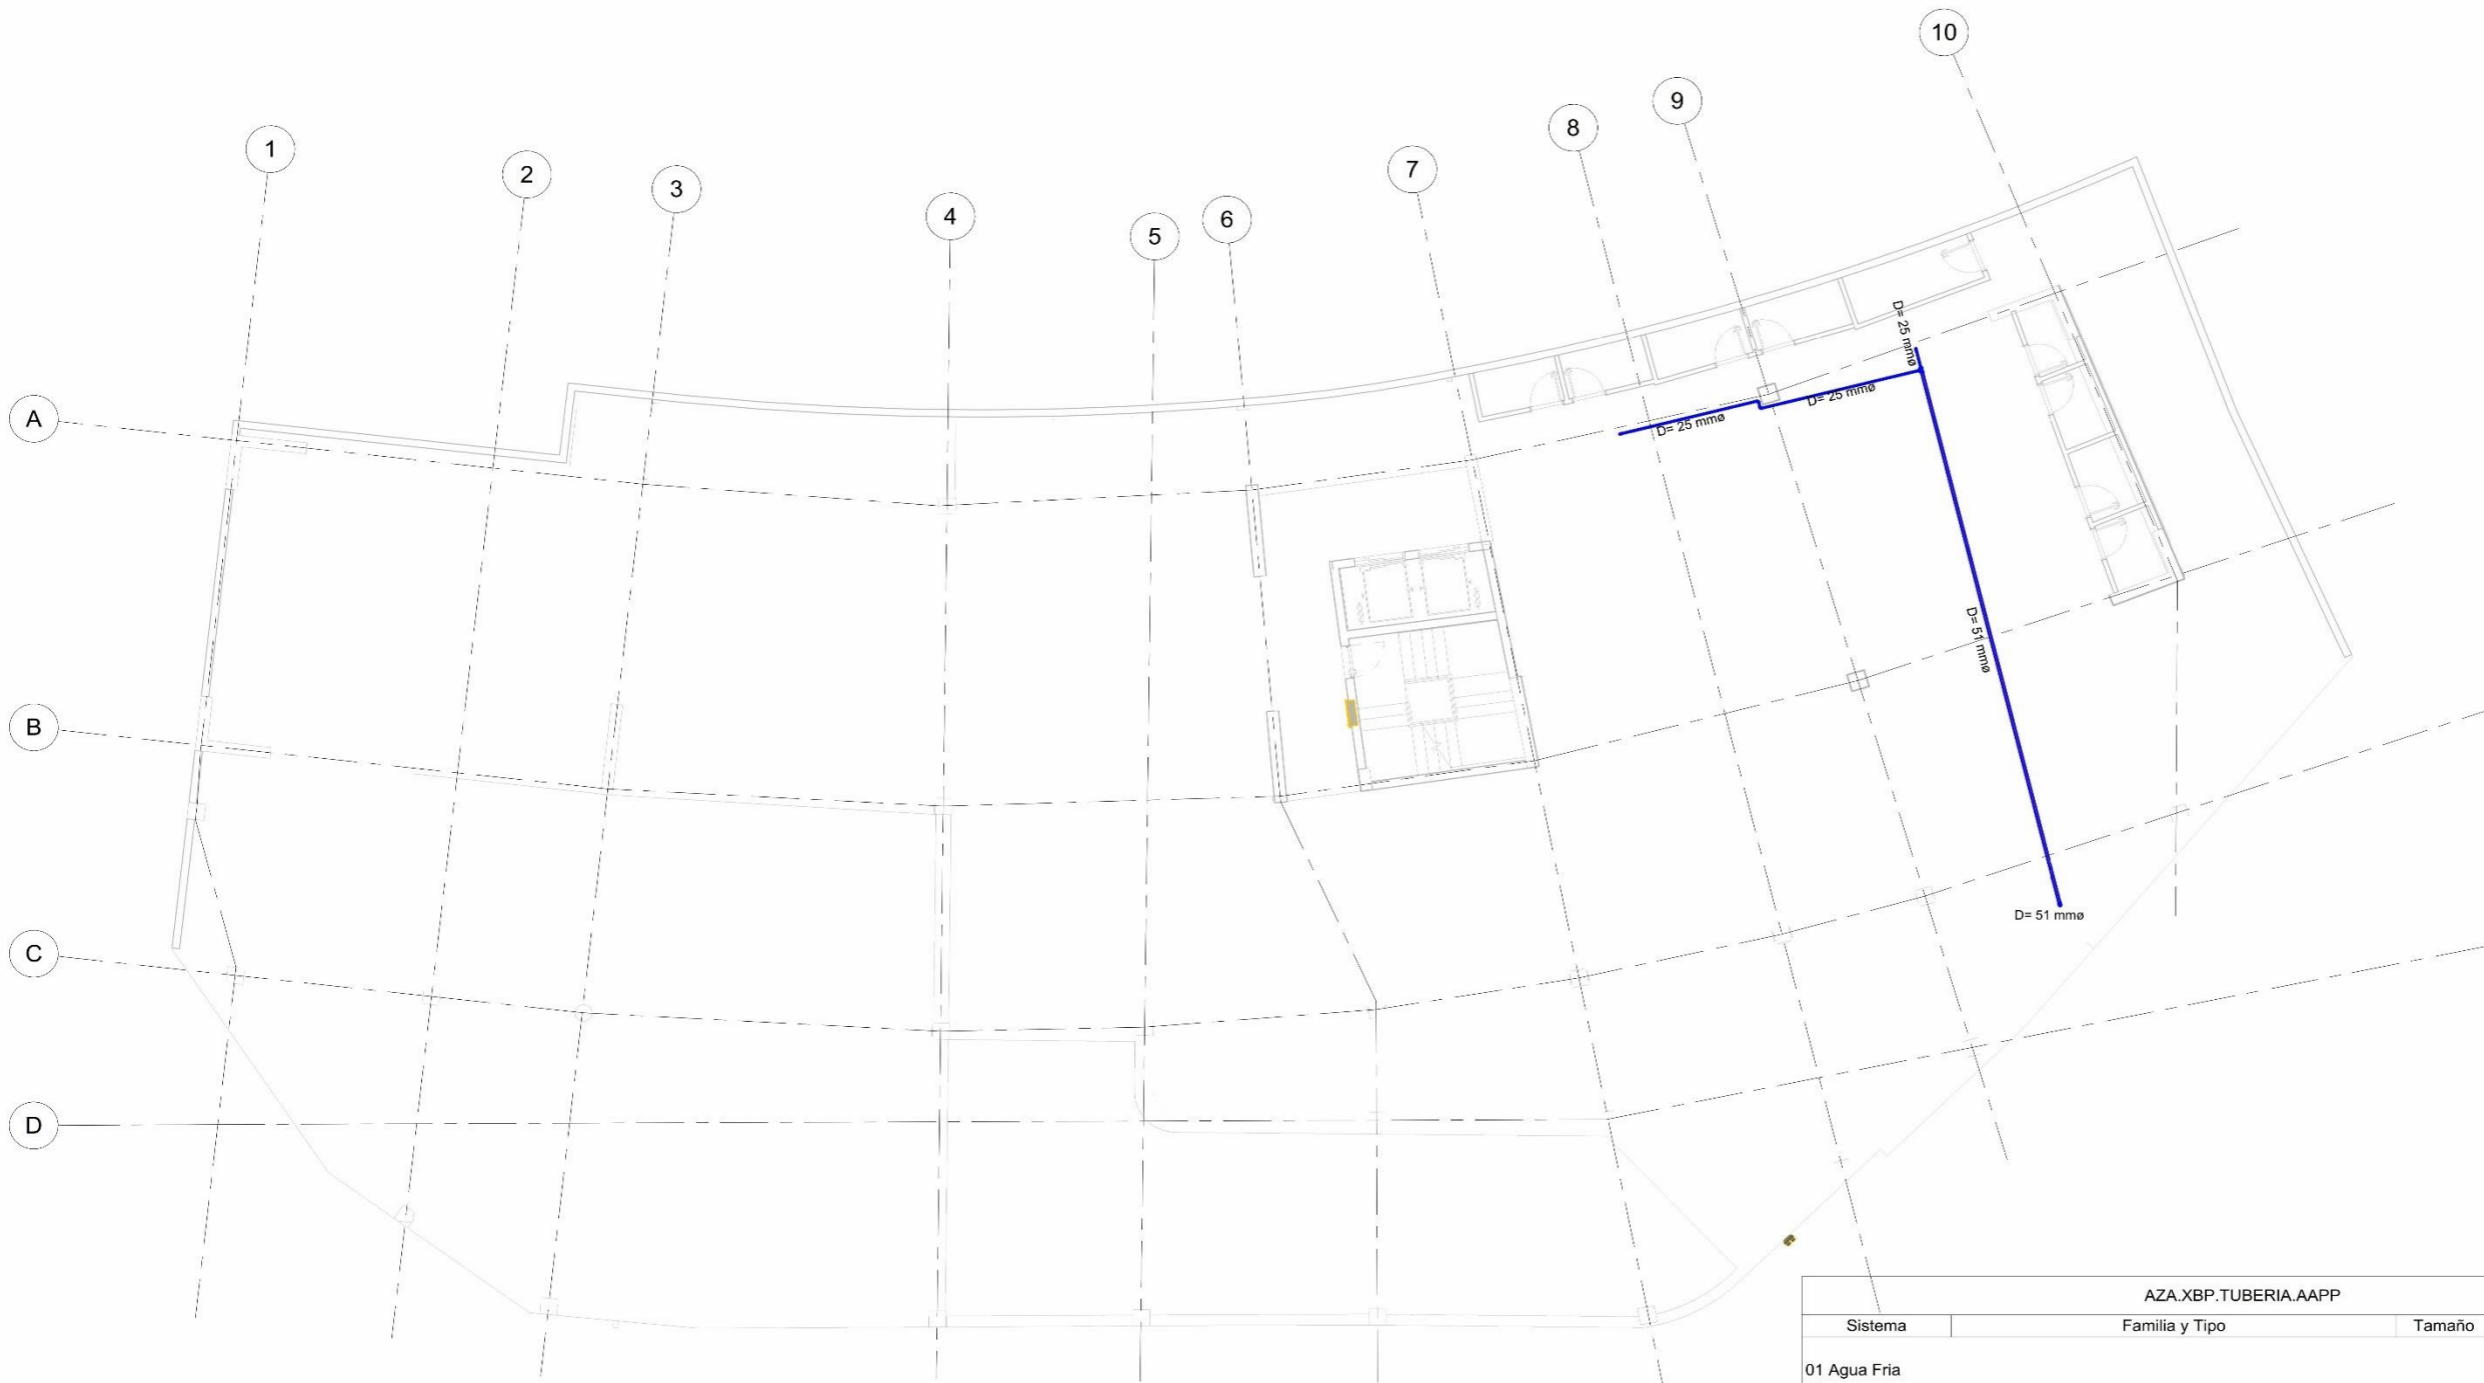 10
9
8
1
7
2
3
4
6
5
D= 25 mmø
D= 25 mmø
A
D= 25 mmø
D= 51 mmø
B
D= 51 mmø
C
D
AZA.XBP.TUBERIA.AAPP
Sistema Familia y Tipo Tamaño
01 Agua Fria